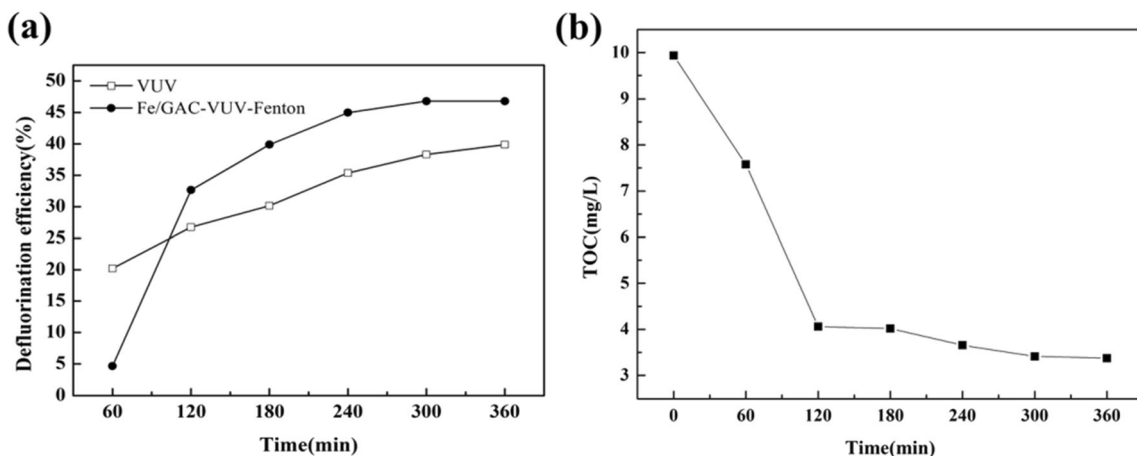 (a)
VUV
Fe/GAC-VUV-Fenton
Defluorination efficiency(%)
50
45
40
35
30
25
20
15
10
5
0
60 120 180 240 300 360
Time(min)
(b)
TOC(mg/L)
10
9
8
7
6
5
4
3
0 60 120 180 240 300 360
Time(min)